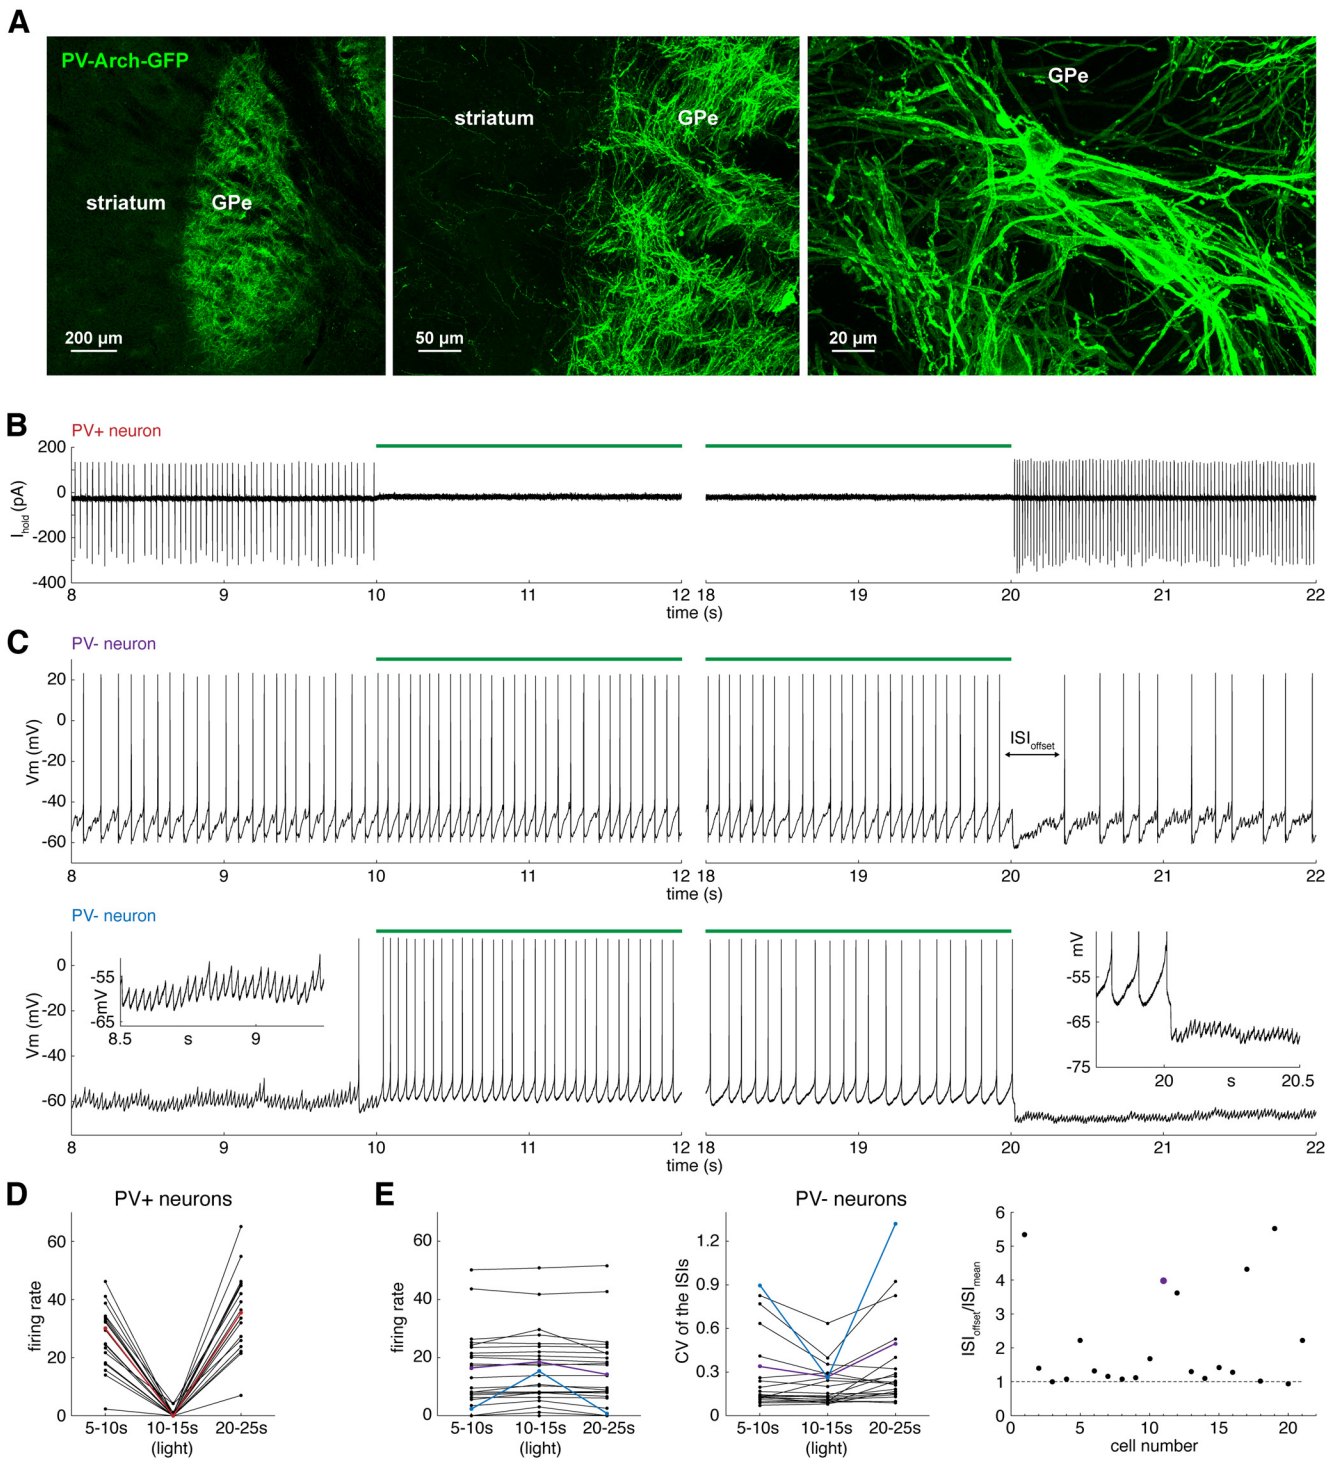 A
PV-Arch-GFP
striatum
GPe
200 µm
striatum
GPe
50 µm
GPe
20 µm
B
PV+ neuron
I_hold (pA)
200
0
-200
-400
8 9 10 11 12 18 19 20 21 22
time (s) time (s)
C
PV- neuron
Vm (mV)
20
0
-20
-40
-60
ISI_offset
8 9 10 11 12 18 19 20 21 22
time (s) time (s)
PV- neuron
Vm (mV)
0
-20
-40
-60
mV
-55
-65
8.5 s 9
mV
-55
-65
-75
20 s 20.5
8 9 10 11 12 18 19 20 21 22
time (s) time (s)
D
PV+ neurons
firing rate
60
40
20
0
5-10s 10-15s 20-25s
(light)
E
PV- neurons
firing rate
60
40
20
0
5-10s 10-15s 20-25s
(light)
CV of the ISIs
1.2
0.9
0.6
0.3
0
5-10s 10-15s 20-25s
(light)
ISI_offset/ISI_mean
6
5
4
3
2
1
0
0 5 10 15 20
cell number